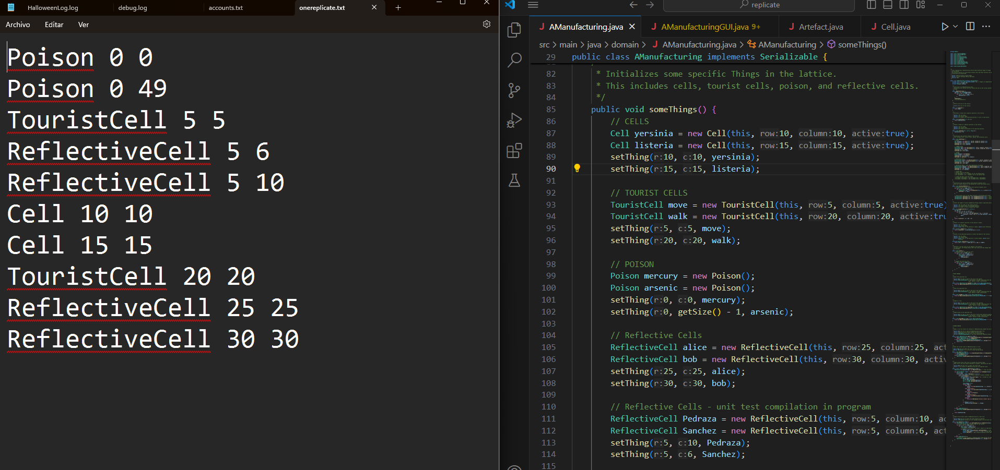 HalloweenLog.log debug.log accounts.txt onereplicate.txt
Archivo Editar Ver
Poison 0 0
Poison 0 49
TouristCell 5 5
ReflectiveCell 5 6
ReflectiveCell 5 10
Cell 10 10
Cell 15 15
TouristCell 20 20
ReflectiveCell 25 25
ReflectiveCell 30 30
replicate
AManufacturing.java AManufacturingGUI.java 9+ Artefact.java Cell.java
src > main > java > domain > AManufacturing.java > AManufacturing > someThings()
29 public class AManufacturing implements Serializable {
82 * Initializes some specific Things in the lattice.
83 * This includes cells, tourist cells, poison, and reflective cells.
84 */
85 public void someThings() {
86 // CELLS
87 Cell yersinia = new Cell(this, row:10, column:10, active:true);
88 Cell listeria = new Cell(this, row:15, column:15, active:true);
89 setThing(r:10, c:10, yersinia);
90 setThing(r:15, c:15, listeria);
91
92 // TOURIST CELLS
93 TouristCell move = new TouristCell(this, row:5, column:5, active:true)
94 TouristCell walk = new TouristCell(this, row:20, column:20, active:tru
95 setThing(r:5, c:5, move);
96 setThing(r:20, c:20, walk);
97
98 // POISON
99 Poison mercury = new Poison();
100 Poison arsenic = new Poison();
101 setThing(r:0, c:0, mercury);
102 setThing(r:0, getSize() - 1, arsenic);
103
104 // Reflective Cells
105 ReflectiveCell alice = new ReflectiveCell(this, row:25, column:25, act
106 ReflectiveCell bob = new ReflectiveCell(this, row:30, column:30, activ
107 setThing(r:25, c:25, alice);
108 setThing(r:30, c:30, bob);
109
110 // Reflective Cells - unit test compilation in program
111 ReflectiveCell Pedraza = new ReflectiveCell(this, row:5, column:10, ac
112 ReflectiveCell Sanchez = new ReflectiveCell(this, row:5, column:6, act
113 setThing(r:5, c:10, Pedraza);
114 setThing(r:5, c:6, Sanchez);
115